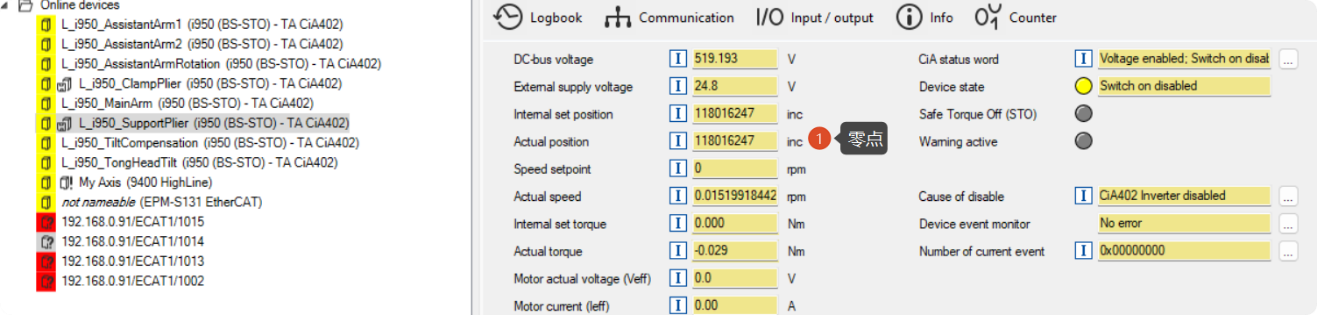 Online devices
L_i950_AssistantArm1 (i950 (BS-STO) - TA CiA402)
L_i950_AssistantArm2 (i950 (BS-STO) - TA CiA402)
L_i950_AssistantArmRotation (i950 (BS-STO) - TA CiA402)
L_i950_ClampPlier (i950 (BS-STO) - TA CiA402)
L_i950_MainArm (i950 (BS-STO) - TA CiA402)
L_i950_SupportPlier (i950 (BS-STO) - TA CiA402)
L_i950_TiltCompensation (i950 (BS-STO) - TA CiA402)
L_i950_TongHeadTilt (i950 (BS-STO) - TA CiA402)
My Axis (9400 HighLine)
not nameable (EPM-S131 EtherCAT)
192.168.0.91/ECAT1/1015
192.168.0.91/ECAT1/1014
192.168.0.91/ECAT1/1013
192.168.0.91/ECAT1/1002
Logbook Communication I/O Input / output Info Counter
DC-bus voltage I 519.193 V CiA status word I Voltage enabled; Switch on disat ...
External supply voltage I 24.8 V Device state Switch on disabled
Internal set position I 118016247 inc Safe Torque Off (STO)
Actual position I 118016247 inc 1 零点 Warning active
Speed setpoint I 0 rpm
Actual speed I 0.01519918442 rpm Cause of disable I CiA402 Inverter disabled ...
Internal set torque I 0.000 Nm Device event monitor No error ...
Actual torque I -0.029 Nm Number of current event I 0x00000000 ...
Motor actual voltage (Veff) I 0.0 V
Motor current (Ieff) I 0.00 A